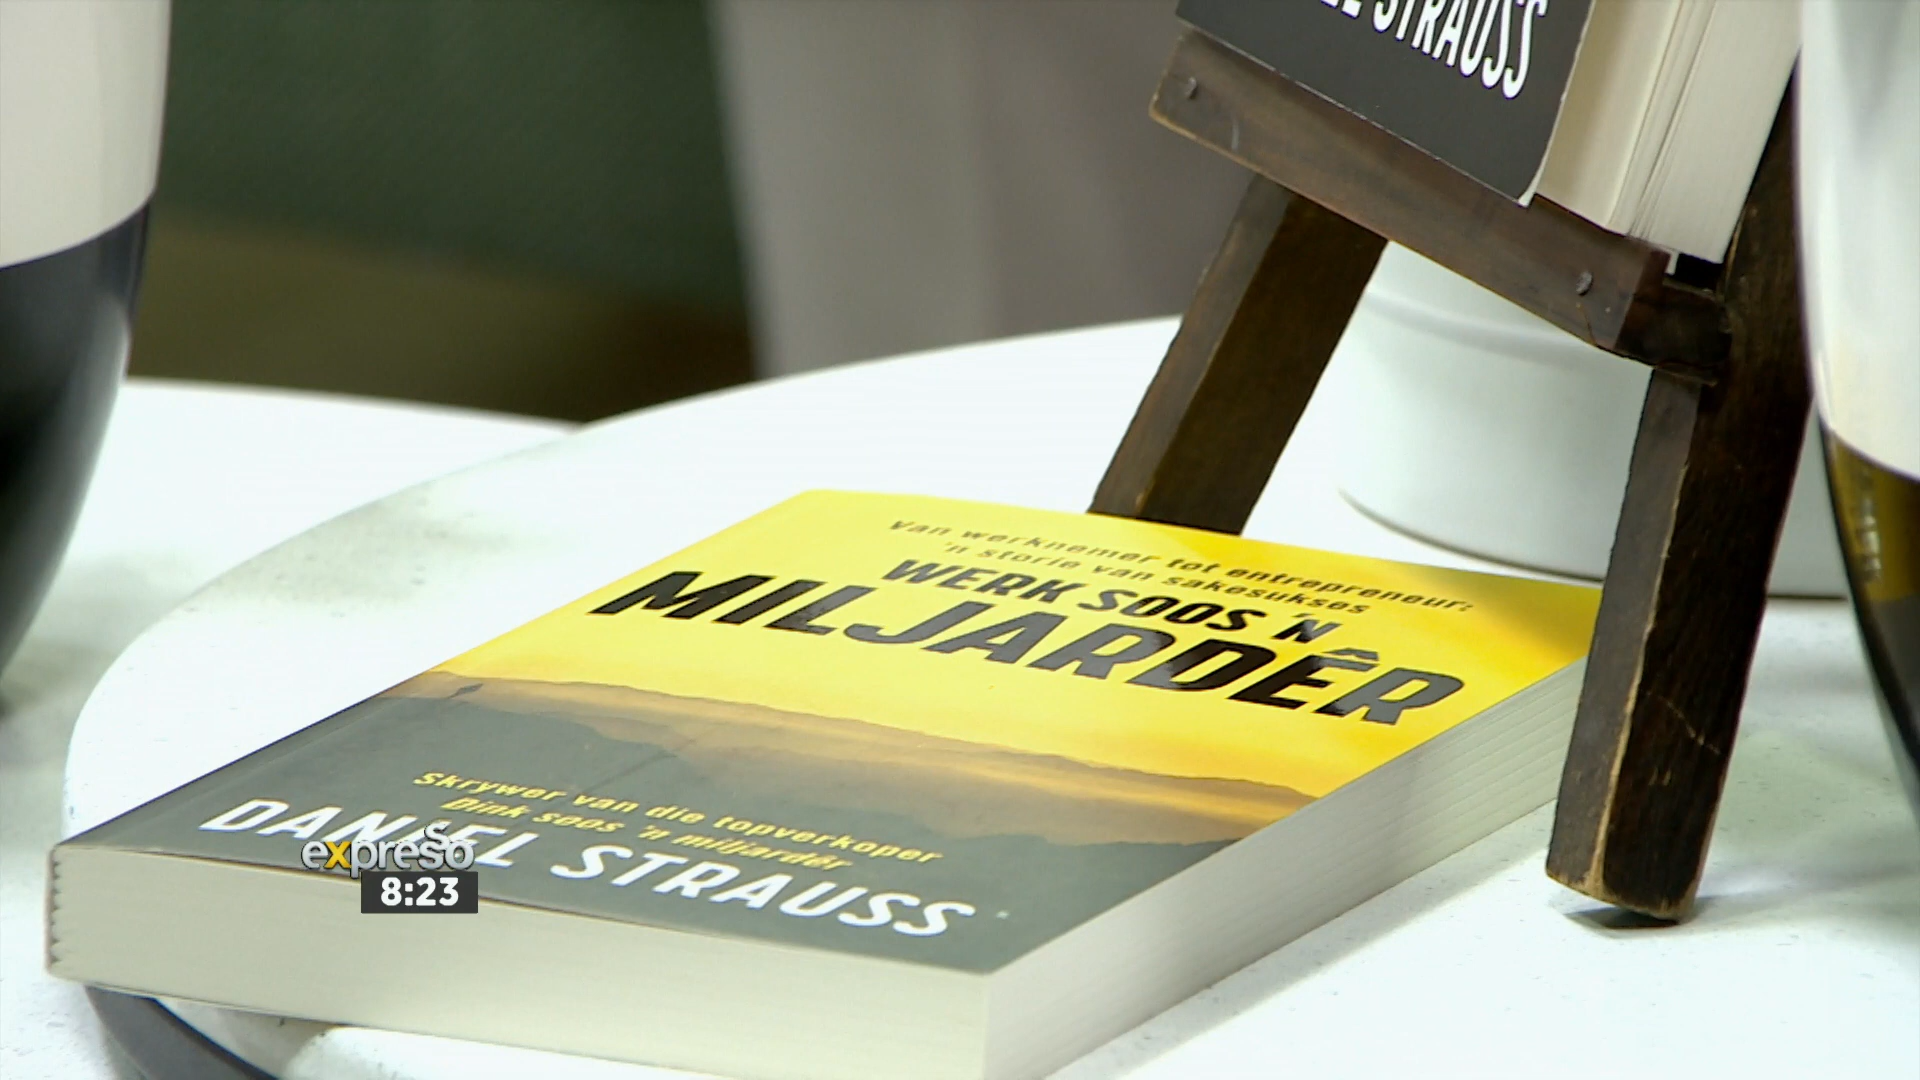 STRAUSS
Van werknemer tot entrepreneur:
'n storie van sakesukses
WERK SOOS 'N
MILJARDÊR
Skrywer van die topverkoper
Dink soos 'n miljardêr
DANIEL STRAUSS
expresso
8:23